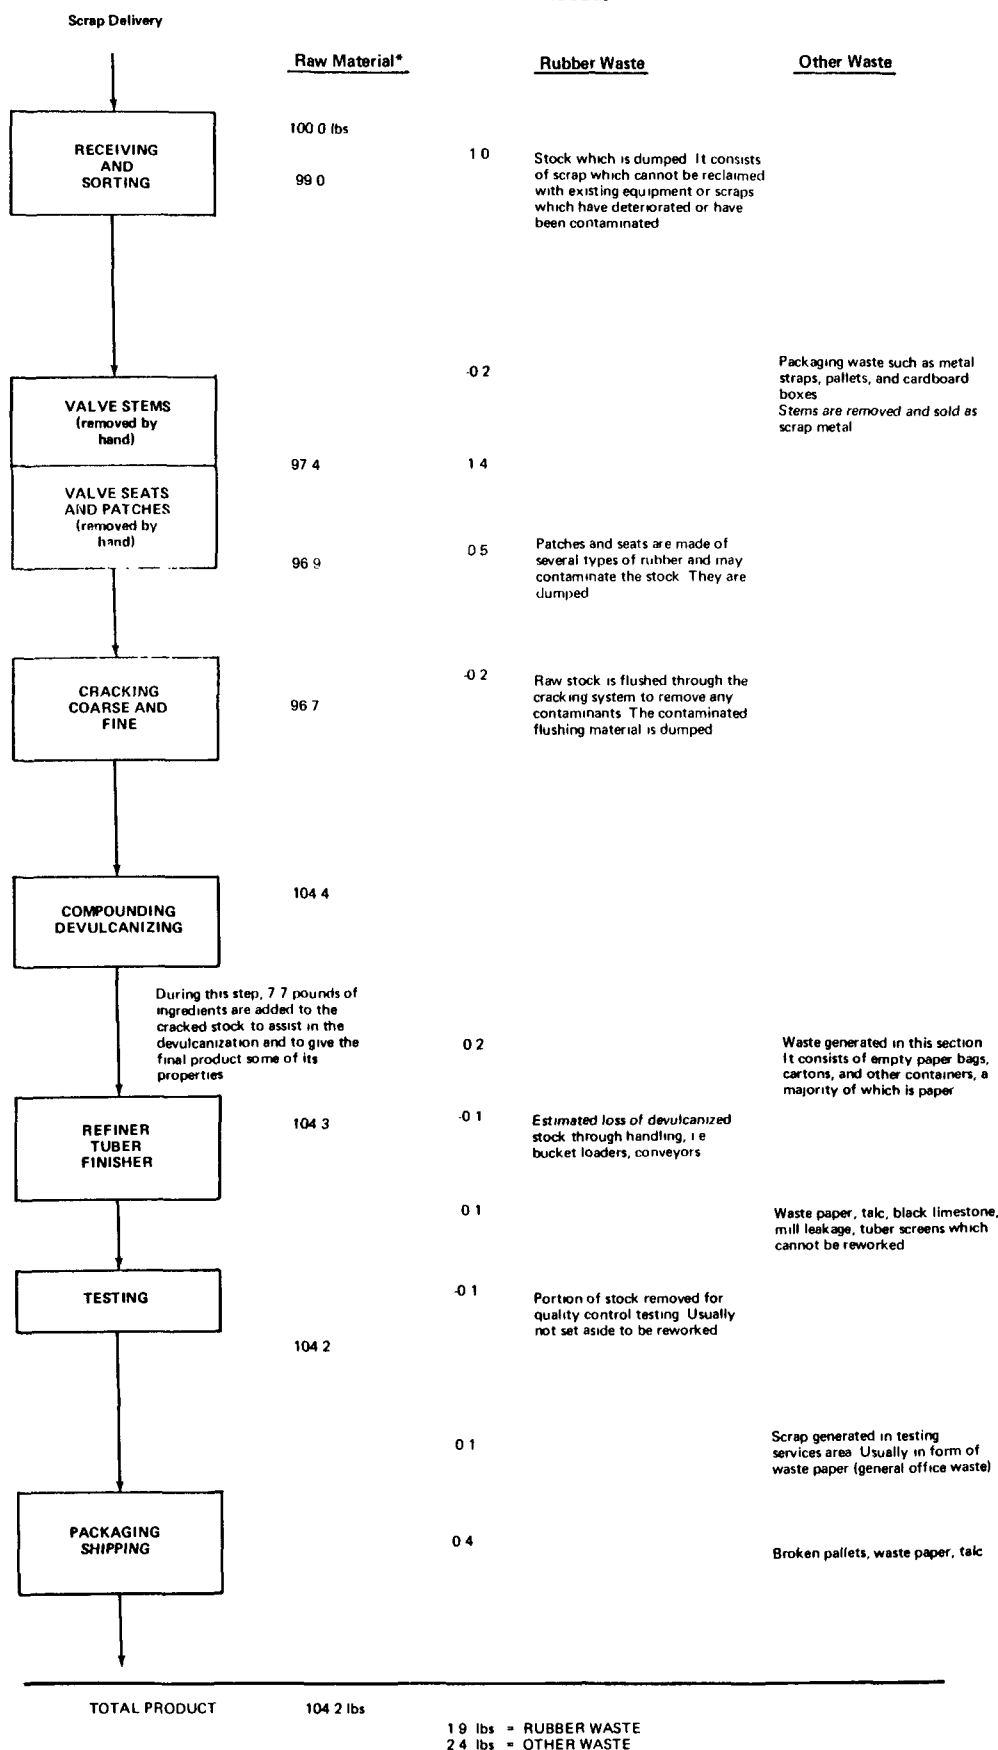 Scrap Delivery
Raw Material*
Rubber Waste
Other Waste
RECEIVING
AND
SORTING
100 0 lbs
99 0
1 0
Stock which is dumped It consists
of scrap which cannot be reclaimed
with existing equipment or scraps
which have deteriorated or have
been contaminated
-0 2
Packaging waste such as metal
straps, pallets, and cardboard
boxes
Stems are removed and sold as
scrap metal
VALVE STEMS
(removed by
hand)
97 4
1 4
VALVE SEATS
AND PATCHES
(removed by
hand)
96 9
0 5
Patches and seats are made of
several types of rubber and may
contaminate the stock They are
dumped
CRACKING
COARSE AND
FINE
96 7
-0 2
Raw stock is flushed through the
cracking system to remove any
contaminants The contaminated
flushing material is dumped
COMPOUNDING
DEVULCANIZING
104 4
During this step, 7 7 pounds of
ingredients are added to the
cracked stock to assist in the
devulcanization and to give the
final product some of its
properties
0 2
Waste generated in this section
It consists of empty paper bags,
cartons, and other containers, a
majority of which is paper
REFINER
TUBER
FINISHER
104 3
-0 1
Estimated loss of devulcanized
stock through handling, i e
bucket loaders, conveyors
0 1
Waste paper, talc, black limestone,
mill leakage, tuber screens which
cannot be reworked
TESTING
-0 1
Portion of stock removed for
quality control testing Usually
not set aside to be reworked
104 2
0 1
Scrap generated in testing
services area Usually in form of
waste paper (general office waste)
PACKAGING
SHIPPING
0 4
Broken pallets, waste paper, talc
TOTAL PRODUCT
104 2 lbs
1 9 lbs = RUBBER WASTE
2 4 lbs = OTHER WASTE